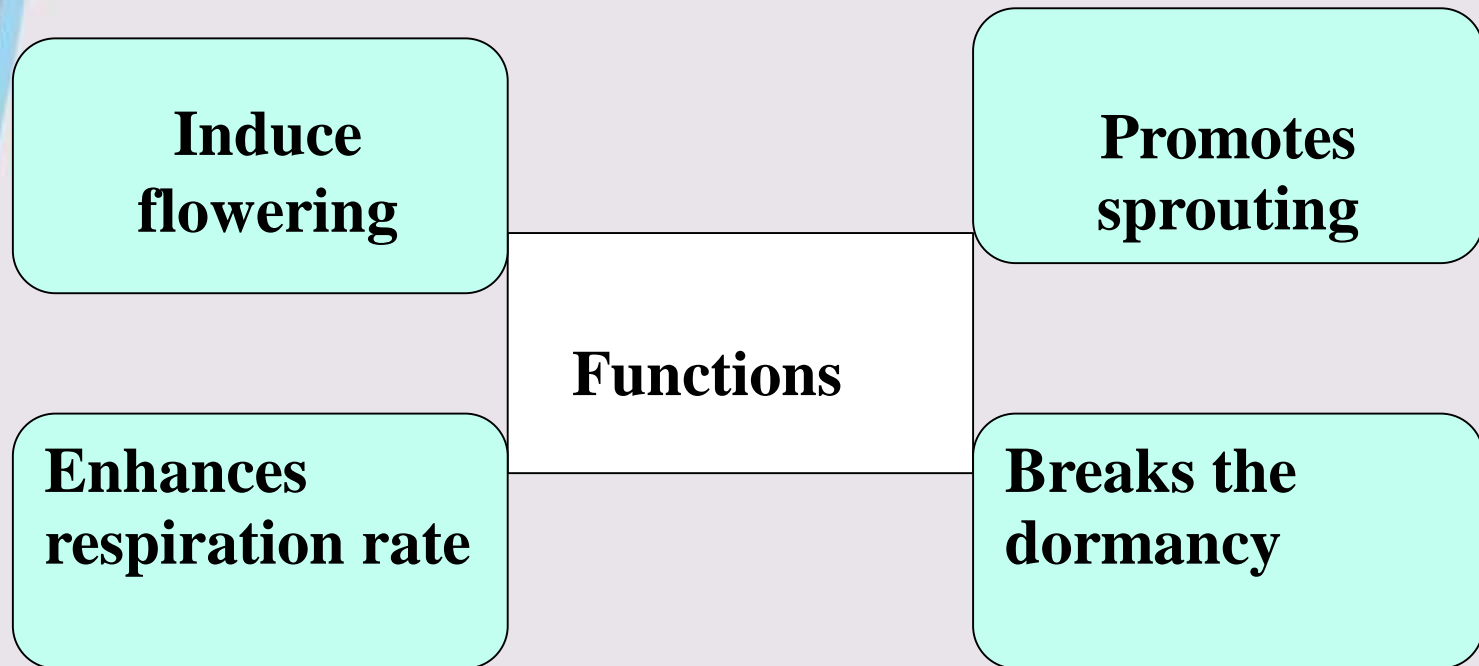 Induce
flowering
Promotes
sprouting
Functions
Enhances
respiration rate
Breaks the
dormancy